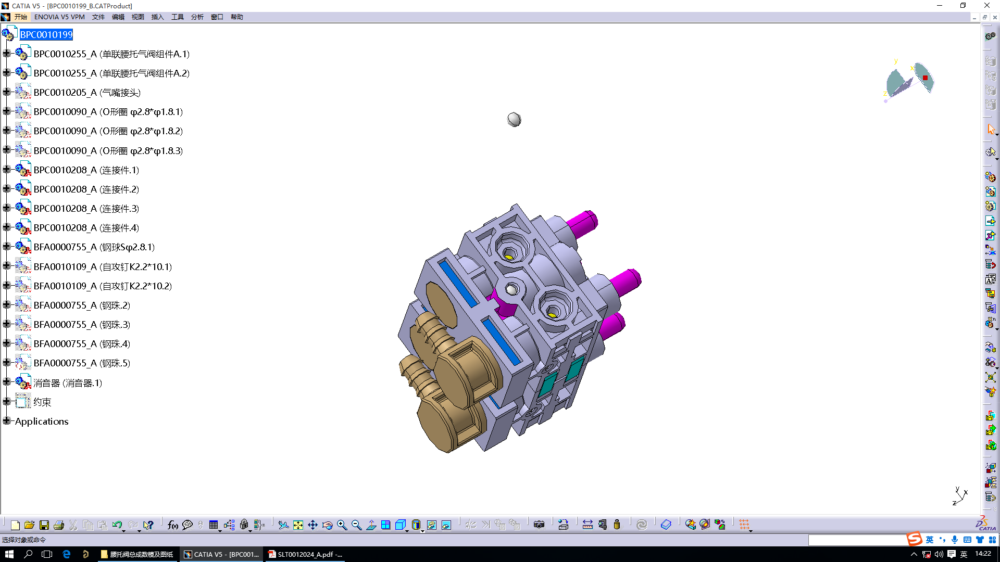 CATIA V5 - [BPC0010199_B.CATProduct]
开始 ENOVIA V5 VPM 文件 编辑 视图 插入 工具 分析 窗口 帮助
BPC0010199
BPC0010255_A (单联腰托气阀组件A.1)
BPC0010255_A (单联腰托气阀组件A.2)
BPC0010205_A (气嘴接头)
BPC0010090_A (O形圈 φ2.8*φ1.8.1)
BPC0010090_A (O形圈 φ2.8*φ1.8.2)
BPC0010090_A (O形圈 φ2.8*φ1.8.3)
BPC0010208_A (连接件.1)
BPC0010208_A (连接件.2)
BPC0010208_A (连接件.3)
BPC0010208_A (连接件.4)
BFA0000755_A (钢球Sφ2.8.1)
BFA0010109_A (自攻钉K2.2*10.1)
BFA0010109_A (自攻钉K2.2*10.2)
BFA0000755_A (钢珠.2)
BFA0000755_A (钢珠.3)
BFA0000755_A (钢珠.4)
BFA0000755_A (钢珠.5)
消音器 (消音器.1)
约束
Applications
y
x
z
y
x
z
CATIA
选择对象或命令
英
腰托阀总成数模及图纸
CATIA V5 - [BPC001...
SLT0012024_A.pdf -...
英
14:22